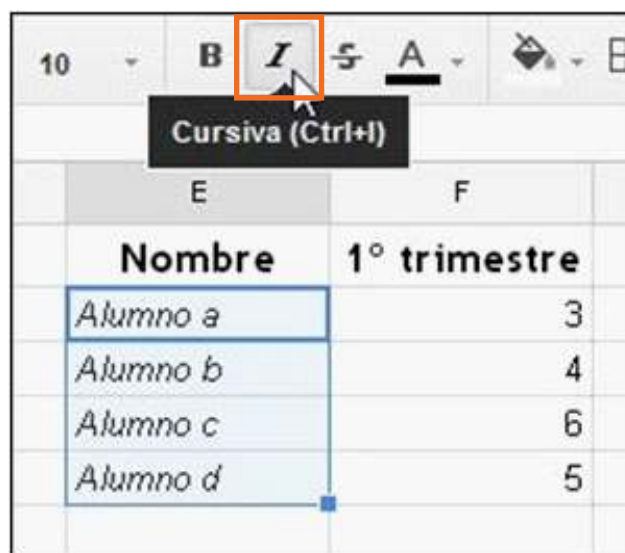 10 B I S A
Cursiva (Ctrl+I)
E F
Nombre 1° trimestre
Alumno a 3
Alumno b 4
Alumno c 6
Alumno d 5